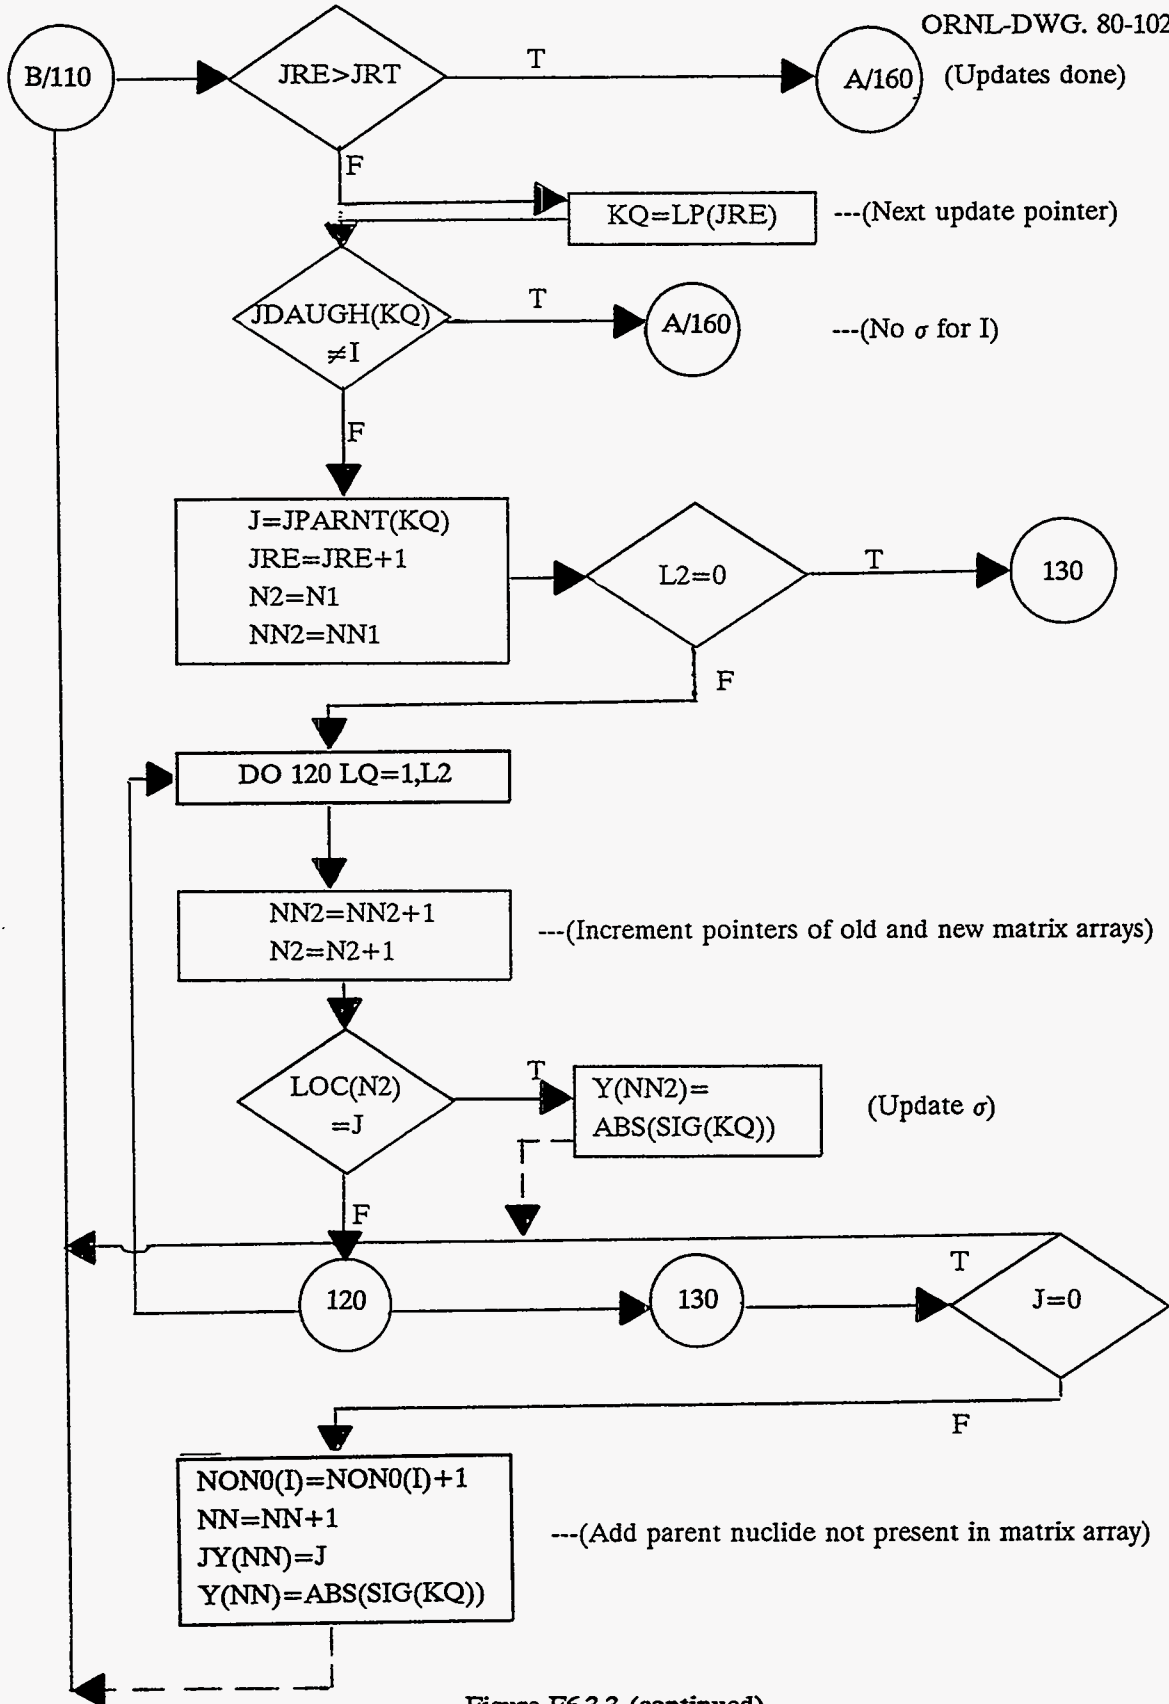 ORNL-DWG. 80-102
B/110
JRE>JRT
T
A/160
(Updates done)
F
KQ=LP(JRE)
---(Next update pointer)
JDAUGH(KQ)
≠I
T
A/160
---(No σ for I)
F
J=JPARNT(KQ)
JRE=JRE+1
N2=N1
NN2=NN1
L2=0
T
130
F
DO 120 LQ=1,L2
NN2=NN2+1
N2=N2+1
---(Increment pointers of old and new matrix arrays)
LOC(N2)
=J
T
Y(NN2)=
ABS(SIG(KQ))
(Update σ)
F
120
130
T
J=0
F
NON0(I)=NON0(I)+1
NN=NN+1
JY(NN)=J
Y(NN)=ABS(SIG(KQ))
---(Add parent nuclide not present in matrix array)
(continued)